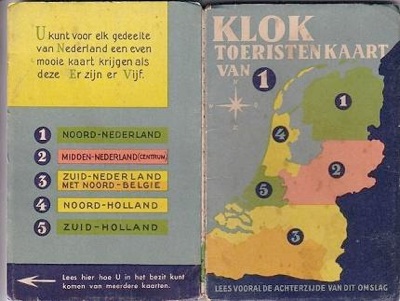 U kunt voor elk gedeelte
van Nederland een even
mooie kaart krijgen als
deze Er zijn er Vijf.
1 NOORD-NEDERLAND
2 MIDDEN-NEDERLAND (CENTRUM)
3 ZUID-NEDERLAND
MET NOORD-BELGIE
4 NOORD-HOLLAND
5 ZUID-HOLLAND
Lees hier hoe U in het bezit kunt
komen van meerdere kaarten.
KLOK
TOERISTENKAART
VAN 1
1
4
2
5
3
LEES VOORAL DE ACHTERZIJDE VAN DIT OMSLAG